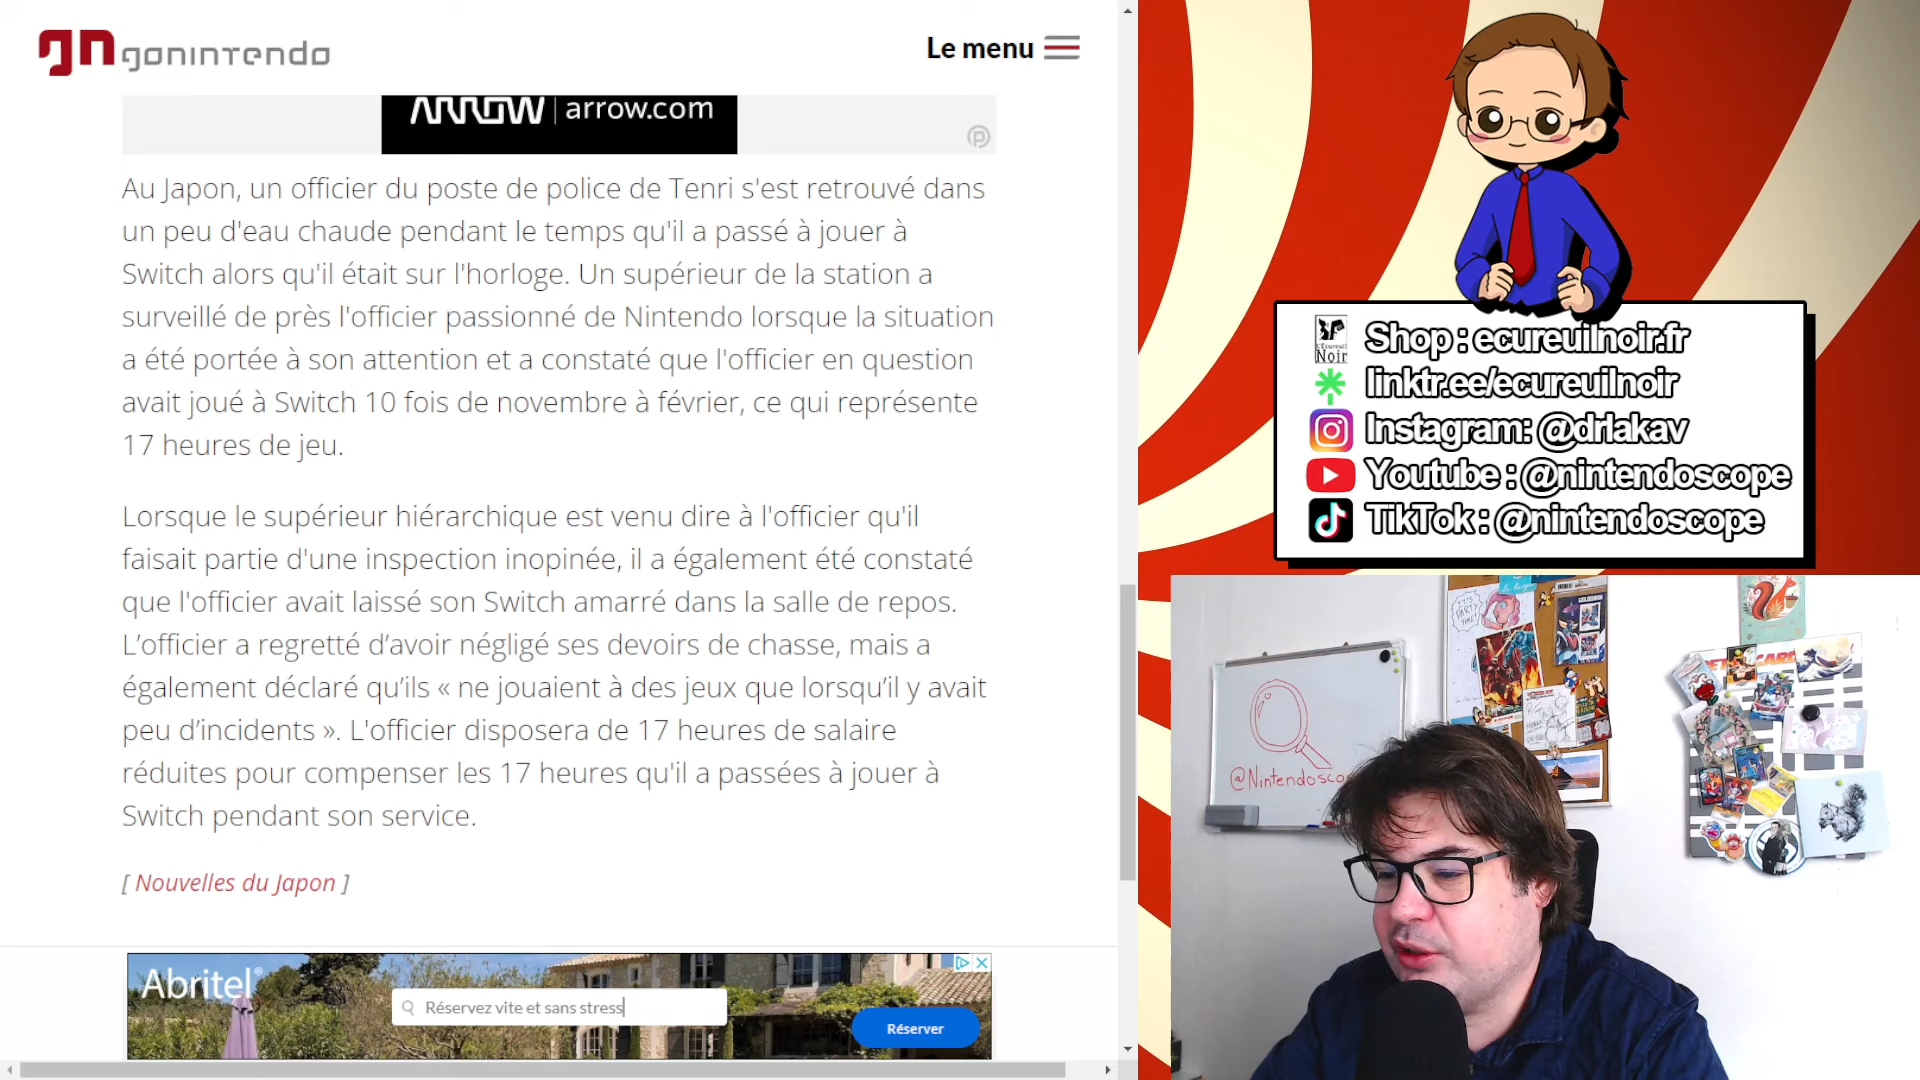 gn gonintendo
Le menu
ARROW | arrow.com
Au Japon, un officier du poste de police de Tenri s'est retrouvé dans
un peu d'eau chaude pendant le temps qu'il a passé à jouer à
Switch alors qu'il était sur l'horloge. Un supérieur de la station a
surveillé de près l'officier passionné de Nintendo lorsque la situation
a été portée à son attention et a constaté que l'officier en question
avait joué à Switch 10 fois de novembre à février, ce qui représente
17 heures de jeu.
Lorsque le supérieur hiérarchique est venu dire à l'officier qu'il
faisait partie d'une inspection inopinée, il a également été constaté
que l'officier avait laissé son Switch amarré dans la salle de repos.
L’officier a regretté d’avoir négligé ses devoirs de chasse, mais a
également déclaré qu’ils « ne jouaient à des jeux que lorsqu’il y avait
peu d’incidents ». L'officier disposera de 17 heures de salaire
réduites pour compenser les 17 heures qu'il a passées à jouer à
Switch pendant son service.
[ Nouvelles du Japon ]
Abritel®
Réservez vite et sans stress
Réserver
Noir
Shop : ecureuilnoir.fr
linktr.ee/ecureuilnoir
Instagram: @drlakav
Youtube : @nintendoscope
TikTok : @nintendoscope
IT'S PARTY TIME!
@Nintendosco